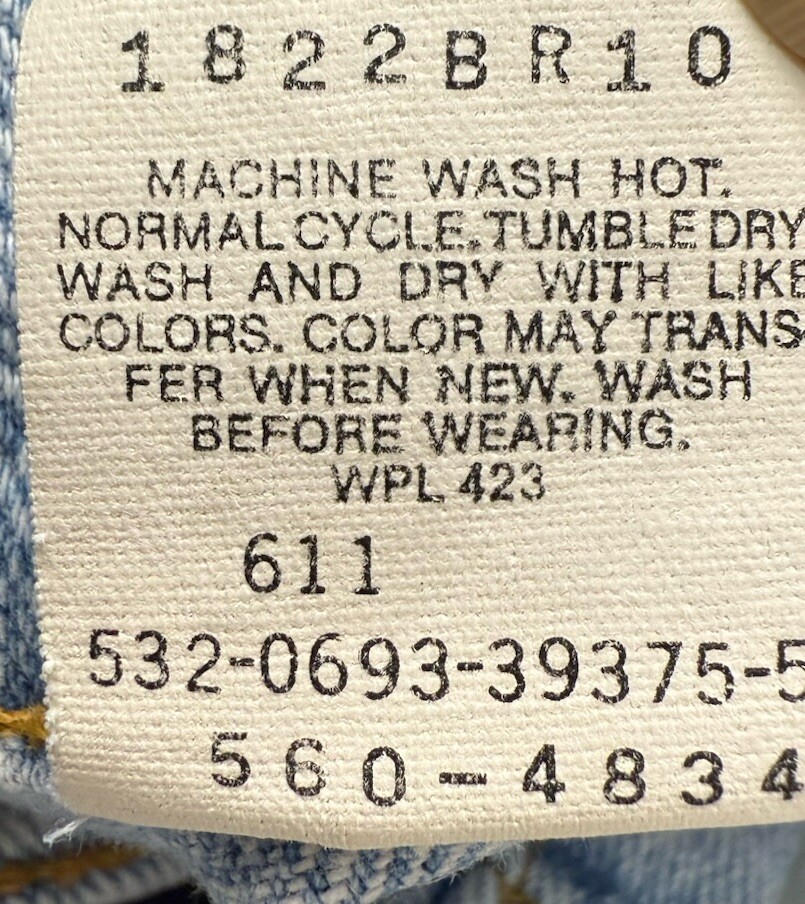 1822BR10
MACHINE WASH HOT.
NORMAL CYCLE. TUMBLE DRY
WASH AND DRY WITH LIKE
COLORS. COLOR MAY TRANS-
FER WHEN NEW. WASH
BEFORE WEARING.
WPL 423
611
532-0693-39375-5
560-4834